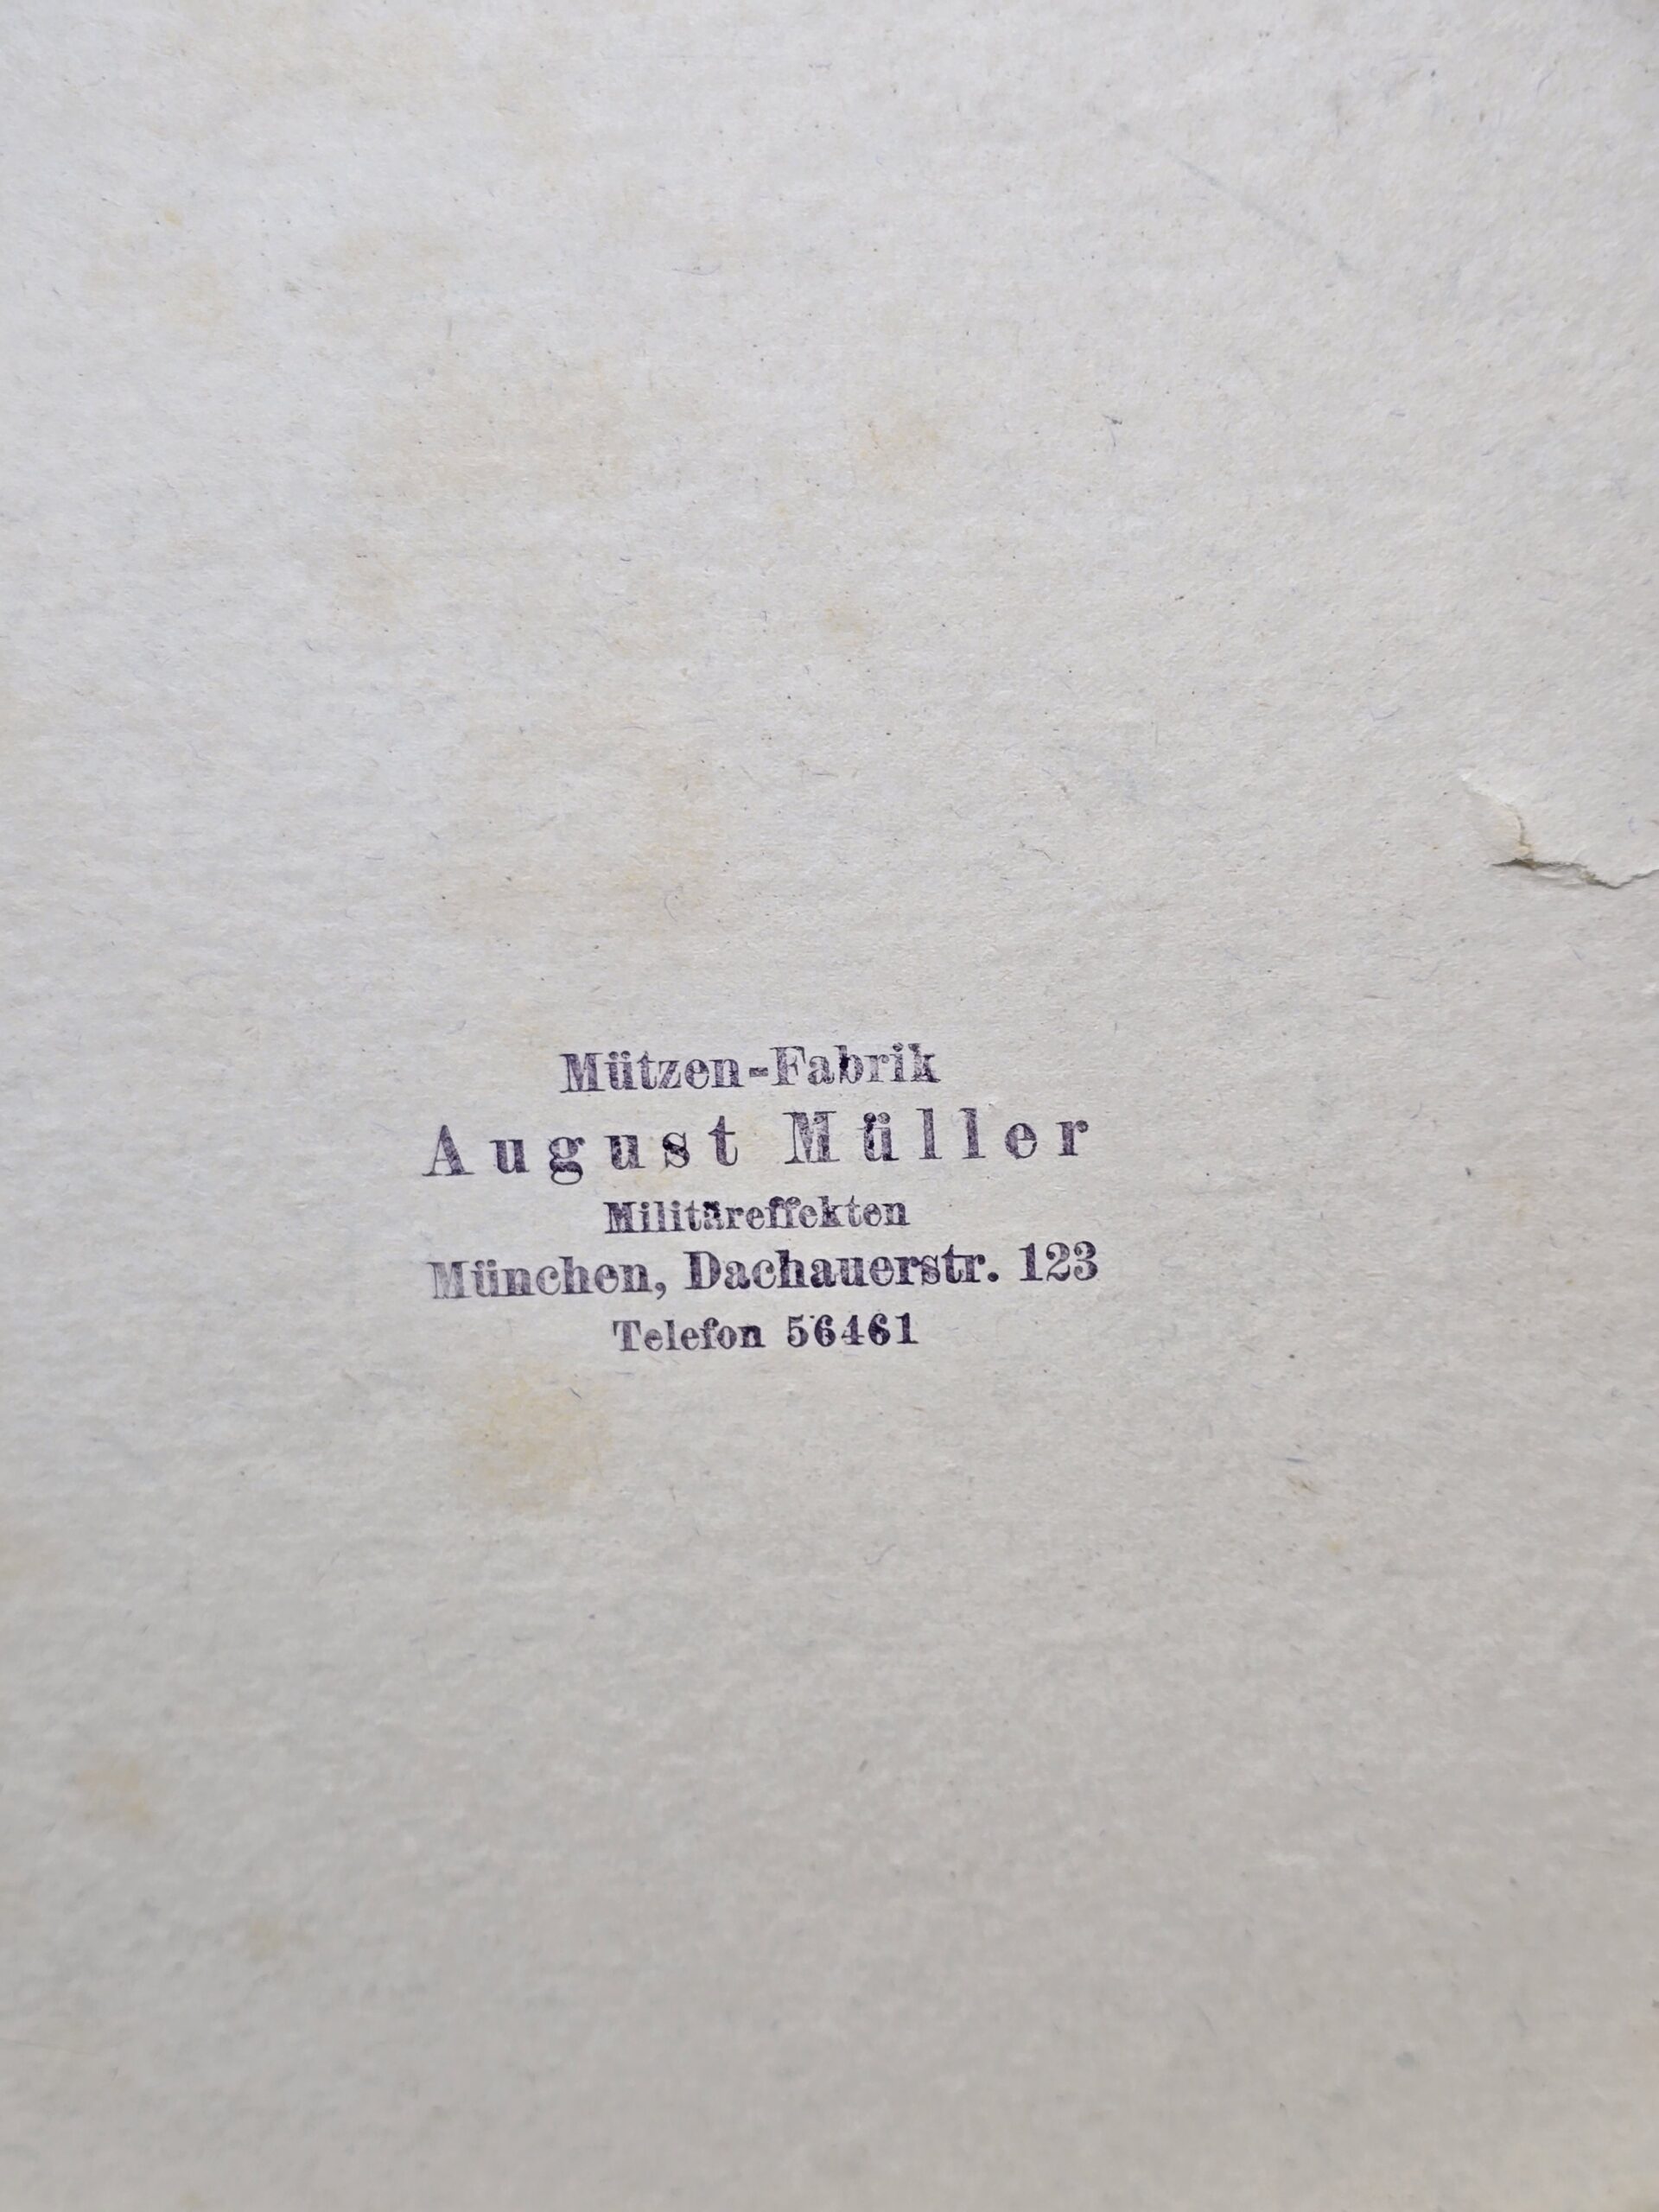 Mützen-Fabrik
August Müller
Militäreffekten
München, Dachauerstr. 123
Telefon 56461